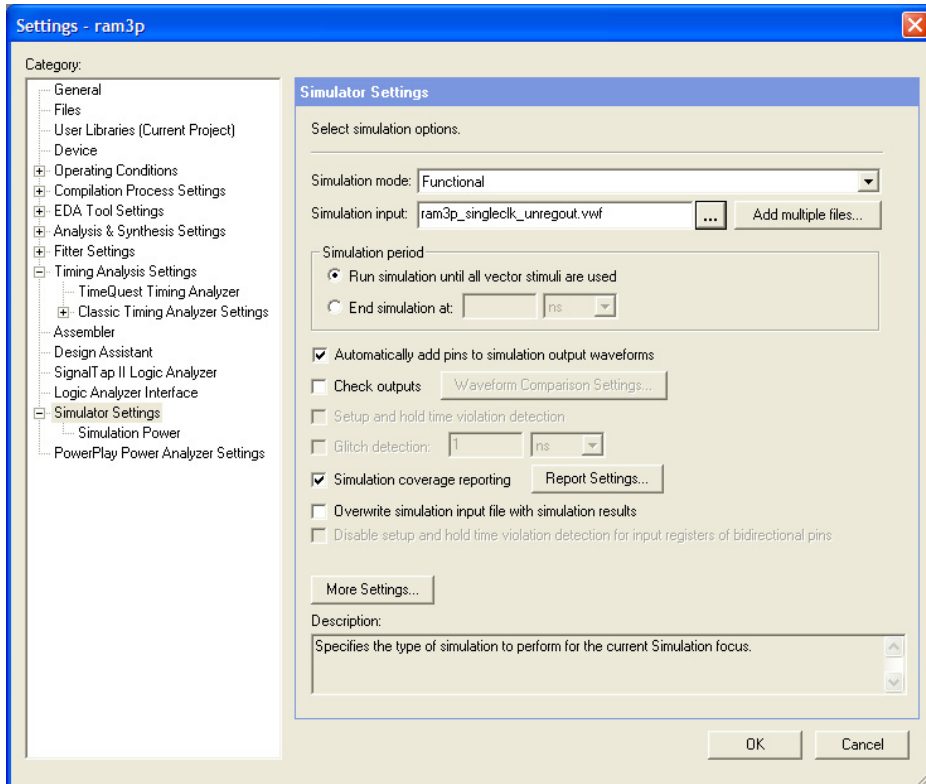 Settings - ram3p
Category:
General
Files
User Libraries (Current Project)
Device
Operating Conditions
Compilation Process Settings
EDA Tool Settings
Analysis & Synthesis Settings
Fitter Settings
Timing Analysis Settings
TimeQuest Timing Analyzer
Classic Timing Analyzer Settings
Assembler
Design Assistant
SignalTap II Logic Analyzer
Logic Analyzer Interface
Simulator Settings
Simulation Power
PowerPlay Power Analyzer Settings
Simulator Settings
Select simulation options.
Simulation mode: Functional
Simulation input: ram3p_singleclk_unregout.vwf ... Add multiple files...
Simulation period
Run simulation until all vector stimuli are used
End simulation at: ns
Automatically add pins to simulation output waveforms
Check outputs Waveform Comparison Settings...
Setup and hold time violation detection
Glitch detection: 1 ns
Simulation coverage reporting Report Settings...
Overwrite simulation input file with simulation results
Disable setup and hold time violation detection for input registers of bidirectional pins
More Settings...
Description:
Specifies the type of simulation to perform for the current Simulation focus.
OK Cancel